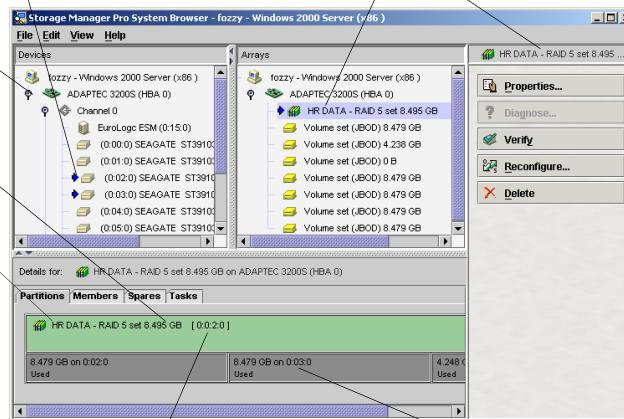 Storage Manager Pro System Browser - fozzy - Windows 2000 Server (x86 )
File Edit View Help
Devices
fozzy - Windows 2000 Server (x86 )
ADAPTEC 3200S (HBA 0)
Channel 0
EuroLogic ESM (0:15:0)
(0:00:0) SEAGATE ST3910
(0:01:0) SEAGATE ST3910
(0:02:0) SEAGATE ST3910
(0:03:0) SEAGATE ST3910
(0:04:0) SEAGATE ST3910
(0:05:0) SEAGATE ST3910
Arrays
fozzy - Windows 2000 Server (x86 )
ADAPTEC 3200S (HBA 0)
HR DATA - RAID 5 set 8.495 GB
Volume set (JBOD) 8.479 GB
Volume set (JBOD) 4.238 GB
Volume set (JBOD) 0 B
Volume set (JBOD) 8.479 GB
Volume set (JBOD) 8.479 GB
Volume set (JBOD) 8.479 GB
HR DATA - RAID 5 set 8.495 ...
Properties...
Diagnose...
Verify
Reconfigure...
Delete
Details for: HR DATA - RAID 5 set 8.495 GB on ADAPTEC 3200S (HBA 0)
Partitions Members Spares Tasks
HR DATA - RAID 5 set 8.495 GB [ 0:0:2:0 ]
8.479 GB on 0:02:0
Used
8.479 GB on 0:03:0
Used
4.248
Used